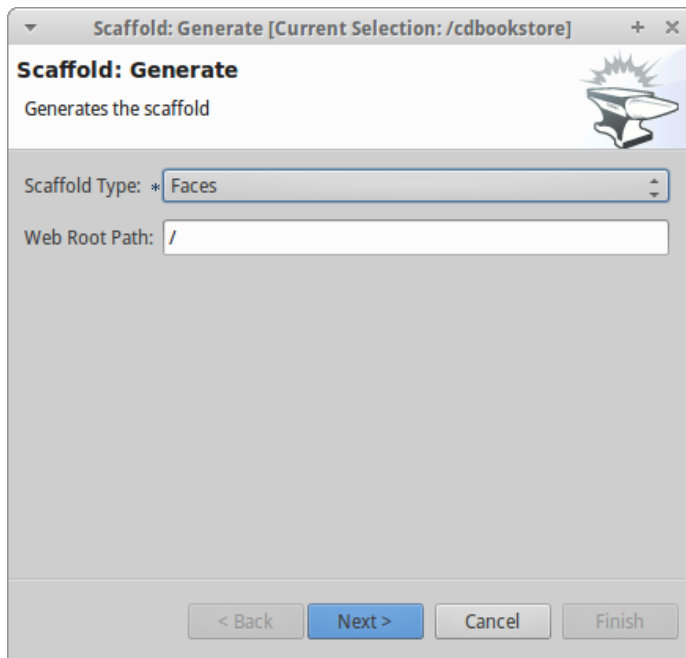 Scaffold: Generate [Current Selection: /cdbookstore]
Scaffold: Generate
Generates the scaffold
Scaffold Type: * Faces
Web Root Path: /
< Back Next > Cancel Finish